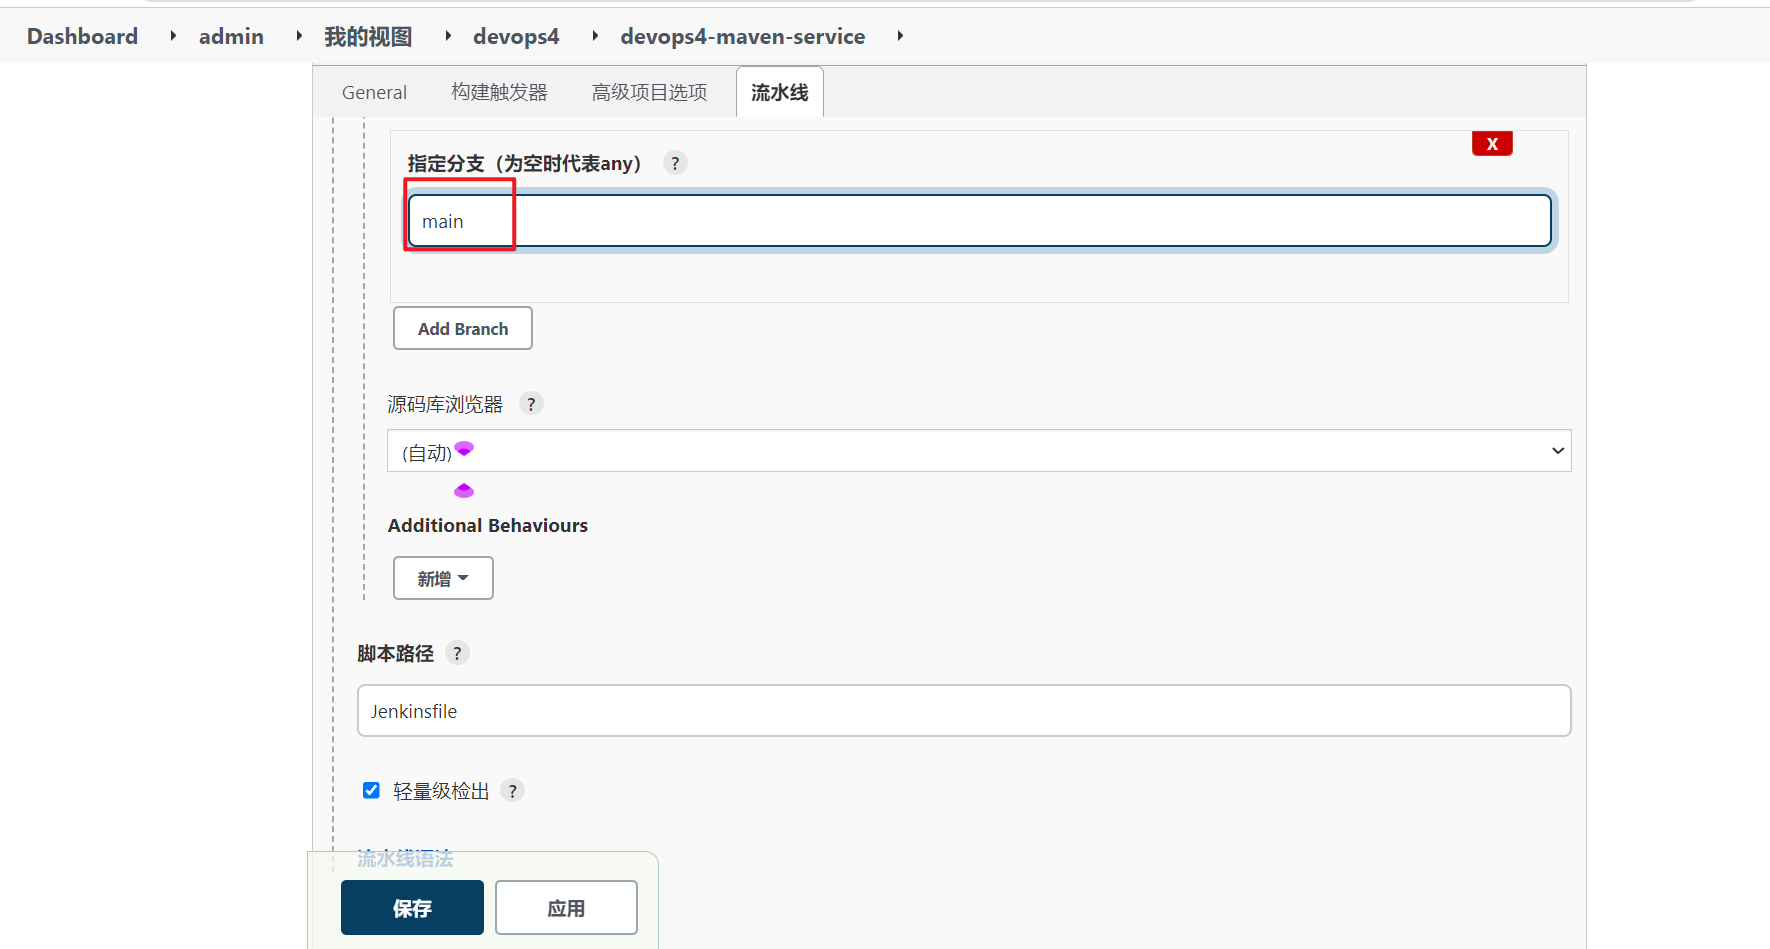 Dashboard admin 我的视图 devops4 devops4-maven-service
General 构建触发器 高级项目选项 流水线
X
指定分支（为空时代表any） ?
main
Add Branch
源码库浏览器 ?
(自动)
Additional Behaviours
新增
脚本路径 ?
Jenkinsfile
轻量级检出 ?
流水线语法
保存 应用